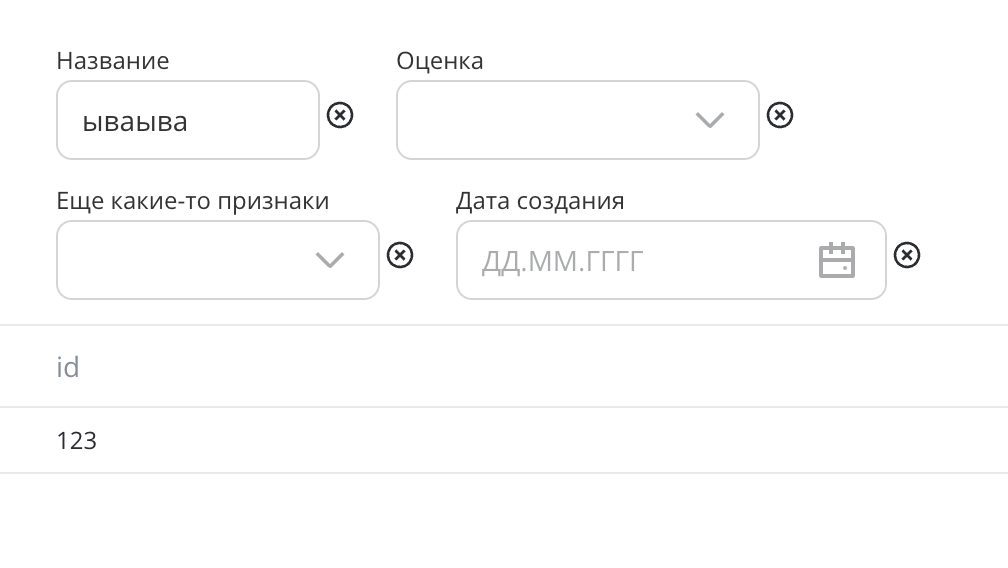 Название
Оценка
ываыва
Еще какие-то признаки
Дата создания
ДД.ММ.ГГГГ
id
123